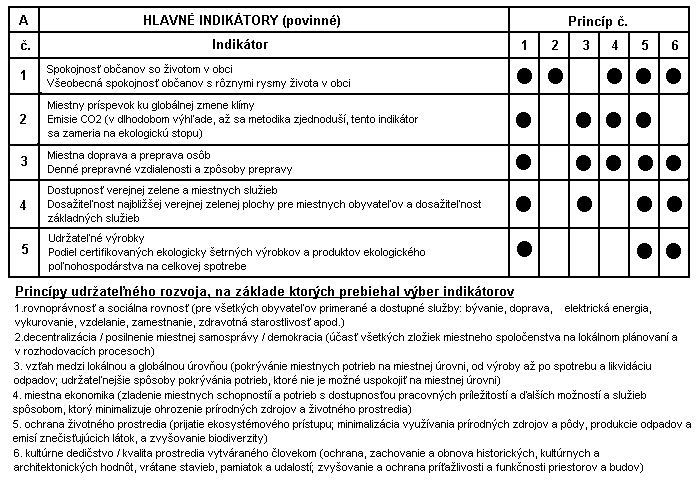 A HLAVNÉ INDIKÁTORY (povinné) Princíp č.
č. Indikátor 1 2 3 4 5 6
1 Spokojnosť občanov so životom v obci
Všeobecná spokojnosť občanov s rôznymi rysmy života v obci
2 Miestny príspevok ku globálnej zmene klímy
Emisie CO2 (v dlhodobom výhľade, až sa metodika zjednoduší, tento indikátor
sa zameria na ekologickú stopu)
3 Miestna doprava a preprava osôb
Denné prepravné vzdialenosti a zpôsoby prepravy
4 Dostupnosť verejnej zelene a miestnych služieb
Dosažiteľnost najbližšej verejnej zelenej plochy pre miestnych obyvateľov a dosažiteľnost
základných služieb
5 Udržateľné výrobky
Podiel certifikovaných ekologicky šetrných výrobkov a produktov ekologického
poľnohospodárstva na celkovej spotrebe
Princípy udržateľného rozvoja, na základe ktorých prebiehal výber indikátorov
1.rovnoprávnosť a sociálna rovnosť (pre všetkých obyvateľov primerané a dostupné služby: bývanie, doprava, elektrická energia,
vykurovanie, vzdelanie, zamestnanie, zdravotná starostlivosť apod.)
2.decentralizácia / posilnenie miestnej samosprávy / demokracia (účasť všetkých zložiek miestneho spoločenstva na lokálnom plánovaní a
v rozhodovacích procesoch)
3. vzťah medzi lokálnou a globálnou úrovňou (pokrývánie miestnych potrieb na miestnej úrovni, od výroby až po spotrebu a likvidáciu
odpadov; udržateľnejšie spôsoby pokrývánia potrieb, ktoré nie je možné uspokojiť na miestnej úrovni)
4. miestna ekonomika (zladenie miestnych schopnostíí a potrieb s dostupnosťou pracovných príležitostí a ďalších možností a služieb
spôsobom, ktorý minimalizuje ohrozenie prírodných zdrojov a životného prostredia)
5. ochrana životného prostredia (prijatie ekosystémového prístupu; minimalizácia využívania prírodných zdrojov a pôdy, produkcie odpadov a
emisí znečisťujúcich látok, a zvyšovanie biodiverzity)
6. kultúrne dedičstvo / kvalita prostredia vytváraného človekom (ochrana, zachovanie a obnova historických, kultúrnych a
architektonických hodnôt, vrátane stavieb, pamiatok a udalostí; zvyšovanie a ochrana príťažlivosti a funkčnosti priestorov a budov)